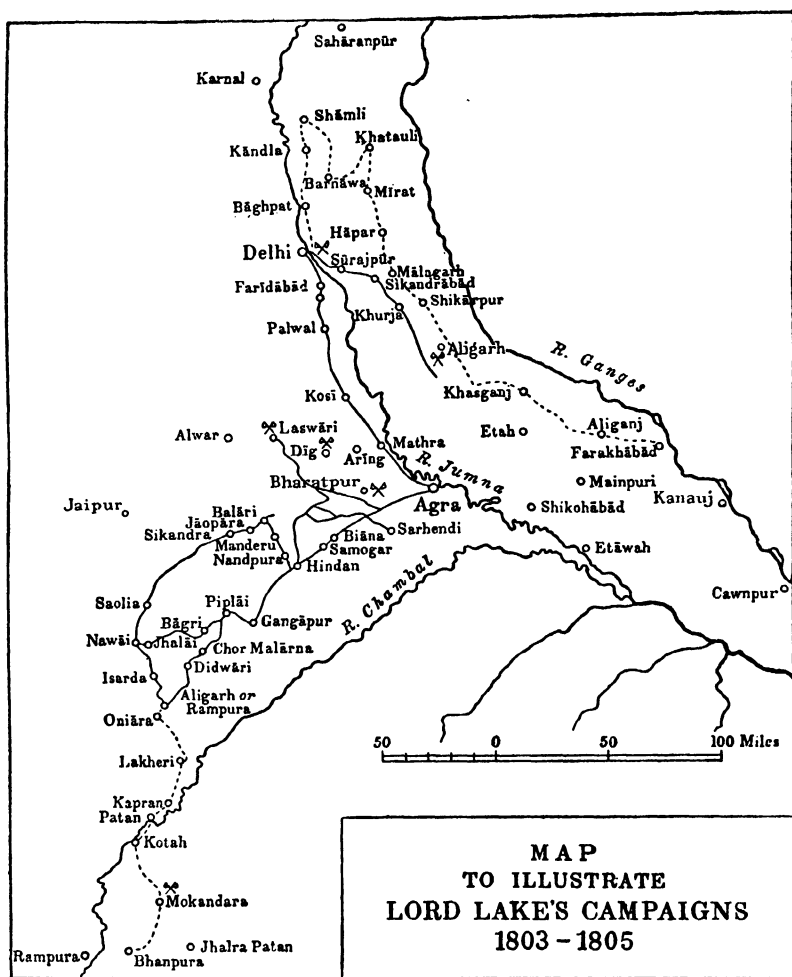 Sahāranpūr
Karnal
Shāmli
Khatauli
Kāndla
Barnāwa
Mīrat
Bāghpat
Hāpar
Delhi
Sūrajpūr
Mālngarh
Sikandrābād
Farīdābād
Shikārpur
Khurja
Palwal
Aligarh
R. Ganges
Khasganj
Kosī
Aliganj
Etah
Farakhābād
Alwar
Laswāri
Dīg
Arīng
Mathra
R. Jumna
Mainpuri
Bharatpur
Agra
Shikohābād
Kanauj
Jaipur
Balāri
Jāopāra
Sikandra
Manderu
Nandpura
Biāna
Samogar
Sarhendi
Hindan
Etāwah
Cawnpur
R. Chambal
Saolia
Piplāi
Bāgri
Gangāpur
Nawāi
Jhalāi
Chor Malārna
Isarda
Didwāri
Aligarh or
Rampura
Oniāra
Lakheri
50 0 50 100 Miles
Kapran
Patan
Kotah
Mokandara
Rampura
Bhanpura
Jhalra Patan
MAP
TO ILLUSTRATE
LORD LAKE'S CAMPAIGNS
1803–1805